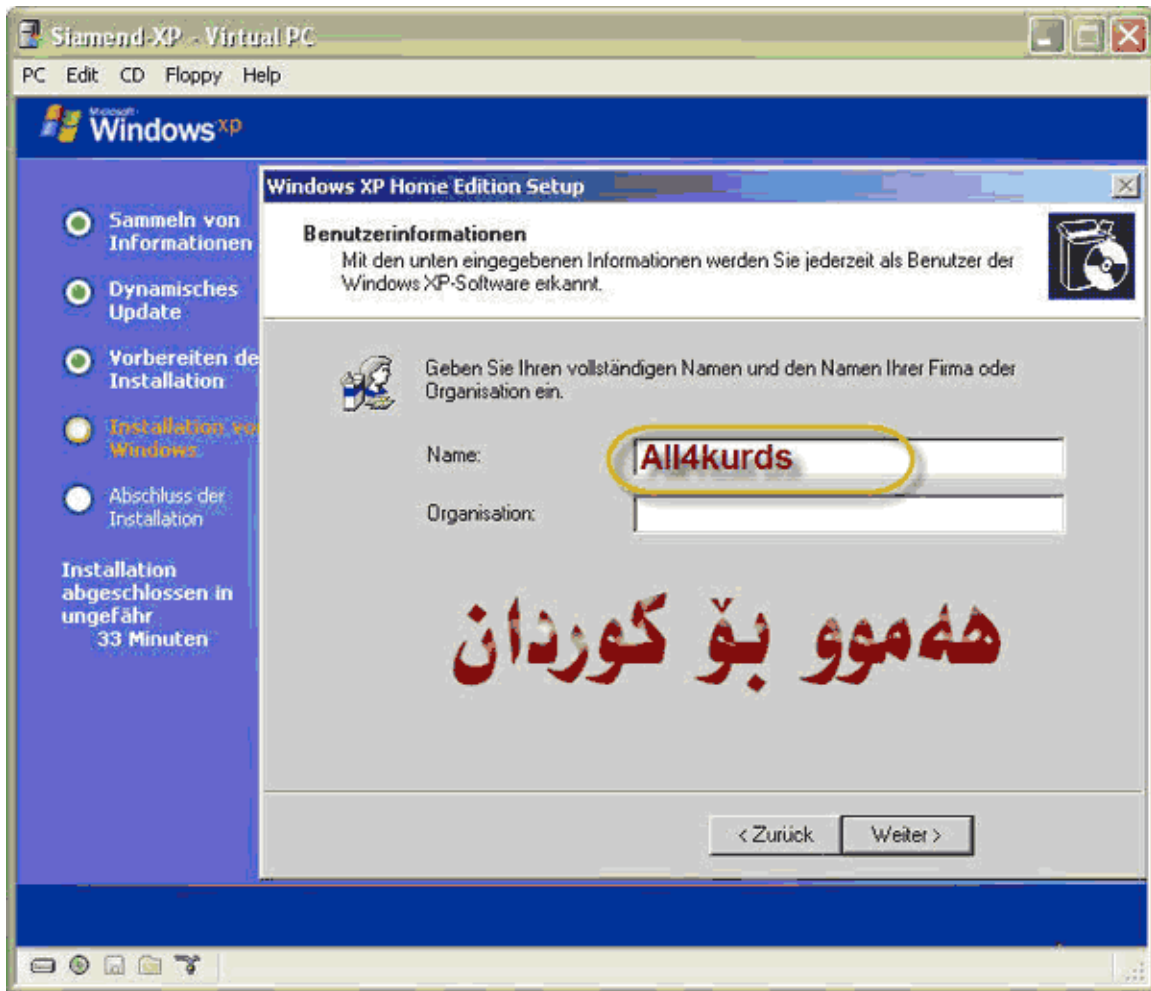 Siamend-XP - Virtual PC
PC Edit CD Floppy Help
Microsoft
Windows xp
Sammeln von
Informationen
Dynamisches
Update
Vorbereiten de
Installation
Installation vo
Windows
Abschluss der
Installation
Installation
abgeschlossen in
ungefähr
33 Minuten
Windows XP Home Edition Setup
Benutzerinformationen
Mit den unten eingegebenen Informationen werden Sie jederzeit als Benutzer der
Windows XP-Software erkannt.
Geben Sie Ihren vollständigen Namen und den Namen Ihrer Firma oder
Organisation ein.
Name: All4kurds
Organisation:
هەموو بۆ کوردان
< Zurück Weiter >